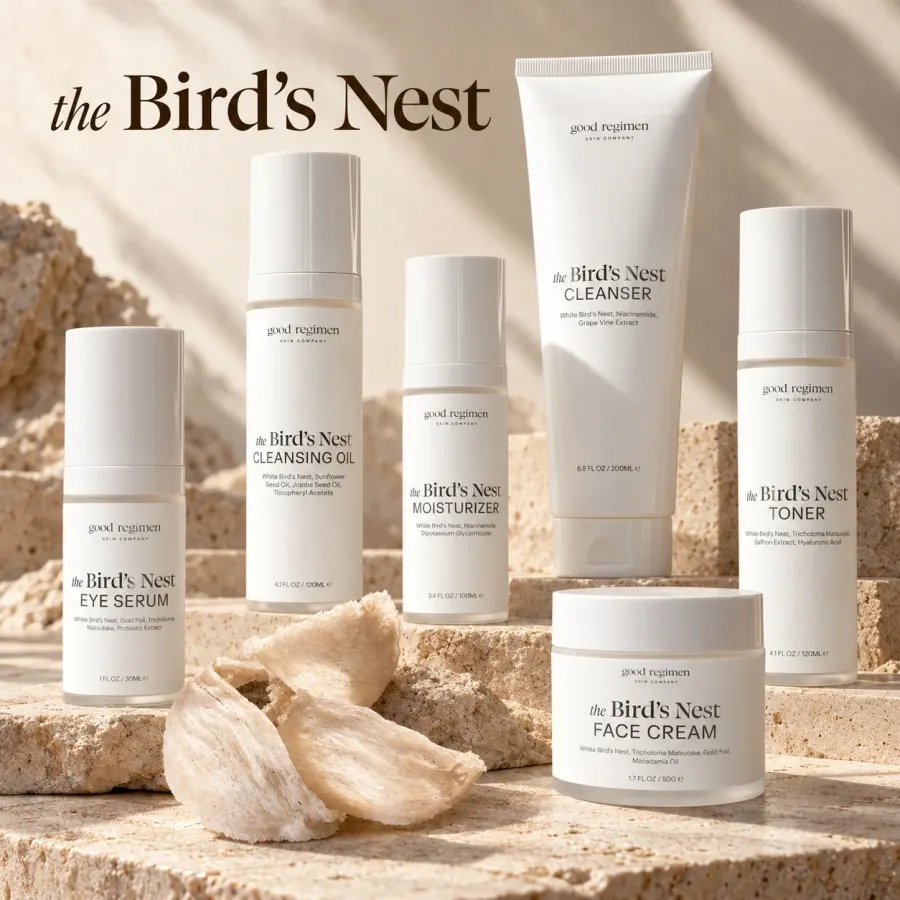 the Bird's Nest
good regimen
SKIN COMPANY
the Bird's Nest
CLEANSER
White Bird's Nest, Niacinamide,
Grape Vine Extract
6.8 FL OZ / 200ML ℮
good regimen
SKIN COMPANY
the Bird's Nest
CLEANSING OIL
White Bird's Nest, Sunflower
Seed Oil, Jojoba Seed Oil,
Tocopheryl Acetate
4.1 FL OZ / 120ML ℮
good regimen
SKIN COMPANY
the Bird's Nest
MOISTURIZER
White Bird's Nest, Niacinamide,
Dipotassium Glycyrrhizate
3.4 FL OZ / 100ML ℮
good regimen
SKIN COMPANY
the Bird's Nest
TONER
White Bird's Nest, Tricholoma Matsutake,
Saffron Extract, Hyaluronic Acid
4.1 FL OZ / 120ML ℮
good regimen
SKIN COMPANY
the Bird's Nest
EYE SERUM
White Bird's Nest, Gold Foil, Tricholoma
Matsutake, Probiotic Extract
1 FL OZ / 30ML ℮
good regimen
SKIN COMPANY
the Bird's Nest
FACE CREAM
White Bird's Nest, Tricholoma Matsutake, Gold Foil,
Macadamia Oil
1.7 FL OZ / 50G ℮